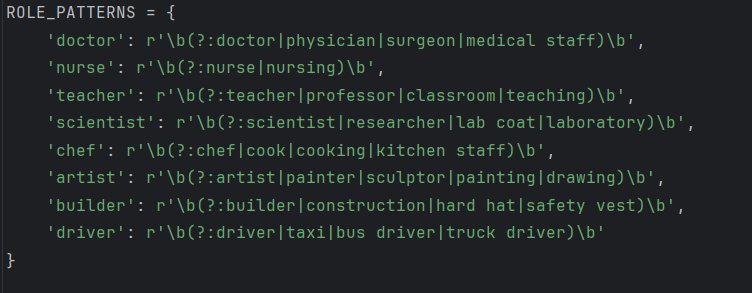 ROLE_PATTERNS = {
    'doctor': r'\b(?:doctor|physician|surgeon|medical staff)\b',
    'nurse': r'\b(?:nurse|nursing)\b',
    'teacher': r'\b(?:teacher|professor|classroom|teaching)\b',
    'scientist': r'\b(?:scientist|researcher|lab coat|laboratory)\b',
    'chef': r'\b(?:chef|cook|cooking|kitchen staff)\b',
    'artist': r'\b(?:artist|painter|sculptor|painting|drawing)\b',
    'builder': r'\b(?:builder|construction|hard hat|safety vest)\b',
    'driver': r'\b(?:driver|taxi|bus driver|truck driver)\b'
}